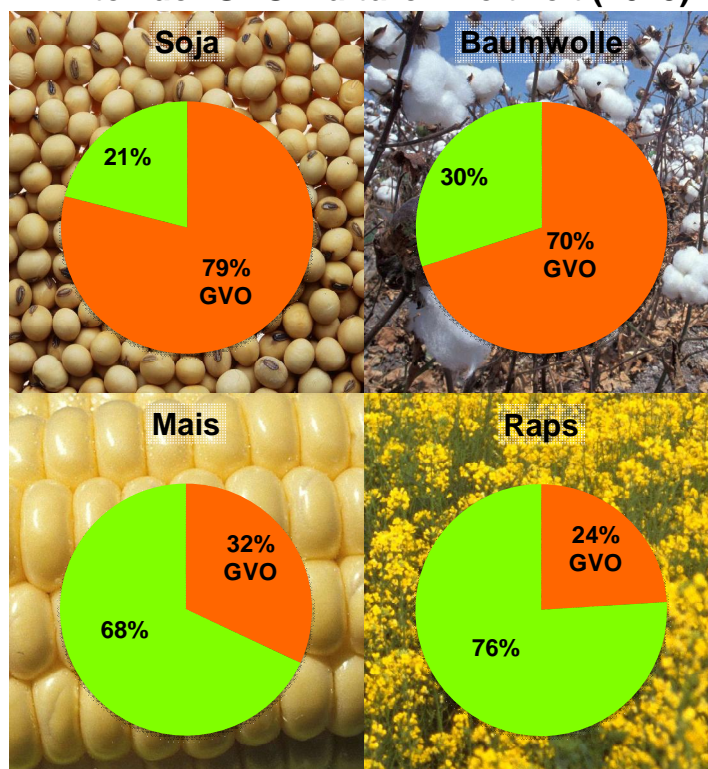 Soja
Baumwolle
21%
79%
GVO
30%
70%
GVO
Mais
Raps
32%
GVO
68%
24%
GVO
76%